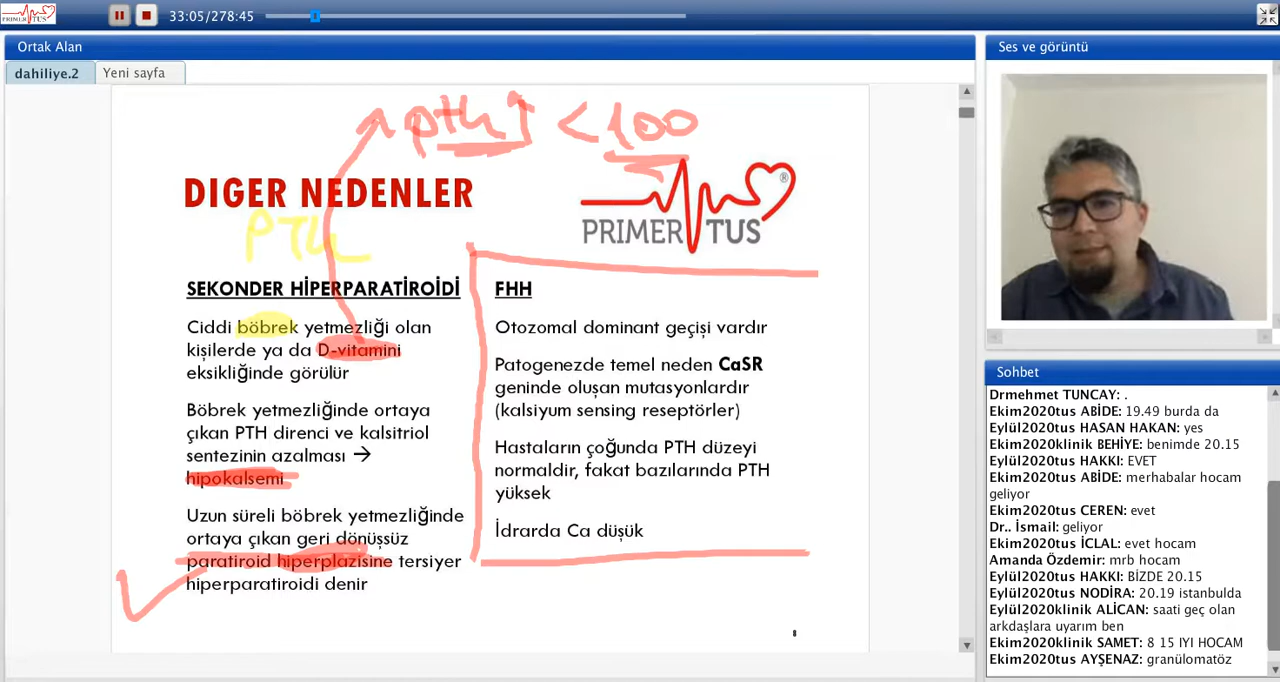 PRIMER TUS
33:05/278:45
Ortak Alan
dahiliye.2
Yeni sayfa
pth ↑ < 100
DIGER NEDENLER
PTH
®
PRIMER TUS
SEKONDER HİPERPARATİROİDİ
Ciddi böbrek yetmezliği olan
kişilerde ya da D-vitamini
eksikliğinde görülür
Böbrek yetmezliğinde ortaya
çıkan PTH direnci ve kalsitriol
sentezinin azalması →
hipokalsemi
Uzun süreli böbrek yetmezliğinde
ortaya çıkan geri dönüşsüz
paratiroid hiperplazisine tersiyer
hiperparatiroidi denir
FHH
Otozomal dominant geçişi vardır
Patogenezde temel neden CaSR
geninde oluşan mutasyonlardır
(kalsiyum sensing reseptörler)
Hastaların çoğunda PTH düzeyi
normaldir, fakat bazılarında PTH
yüksek
İdrarda Ca düşük
8
Ses ve görüntü
Sohbet
Drmehmet TUNCAY: .
Ekim2020tus ABİDE: 19.49 burda da
Eylül2020tus HASAN HAKAN: yes
Ekim2020klinik BEHİYE: benimde 20.15
Eylül2020tus HAKKI: EVET
Ekim2020tus ABİDE: merhabalar hocam
geliyor
Ekim2020tus CEREN: evet
Dr.. İsmail: geliyor
Ekim2020tus İCLAL: evet hocam
Amanda Özdemir: mrb hocam
Eylül2020tus HAKKI: BİZDE 20.15
Eylül2020tus NODİRA: 20.19 istanbulda
Eylül2020klinik ALİCAN: saati geç olan
arkdaşlara uyarım ben
Ekim2020klinik SAMET: 8 15 IYI HOCAM
Ekim2020tus AYŞENAZ: granülomatöz